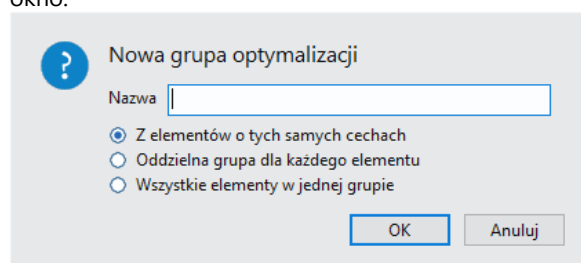 okno:
Nowa grupa optymalizacji
Nazwa
Z elementów o tych samych cechach
Oddzielna grupa dla każdego elementu
Wszystkie elementy w jednej grupie
OK Anuluj